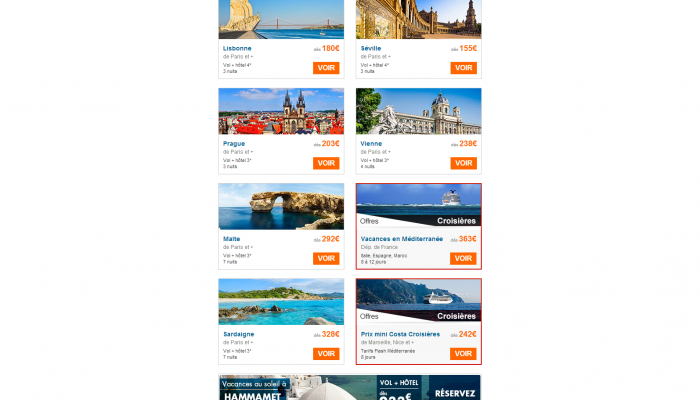 Lisbonne dès 180€
de Paris et +
Vol + hôtel 4*
3 nuits
VOIR
Séville dès 155€
de Paris et +
Vol + hôtel 4*
3 nuits
VOIR
Prague dès 203€
de Paris et +
Vol + hôtel 3*
3 nuits
VOIR
Vienne dès 238€
de Paris et +
Vol + hôtel 3*
4 nuits
VOIR
Malte dès 292€
de Paris et +
Vol + hôtel 3*
7 nuits
VOIR
Offres Croisières
Vacances en Méditerranée dès 383€
Dép. de France
Italie, Espagne, Maroc
8 à 12 jours
VOIR
Sardaigne dès 328€
de Paris et +
Vol + hôtel 3*
7 nuits
VOIR
Offres Croisières
Prix mini Costa Croisières dès 242€
de Marseille, Nice et +
Tarifs Flash Méditerranée
8 jours
VOIR
Vacances au soleil à
HAMMAMET
VOL + HÔTEL
dès
RÉSERVEZ